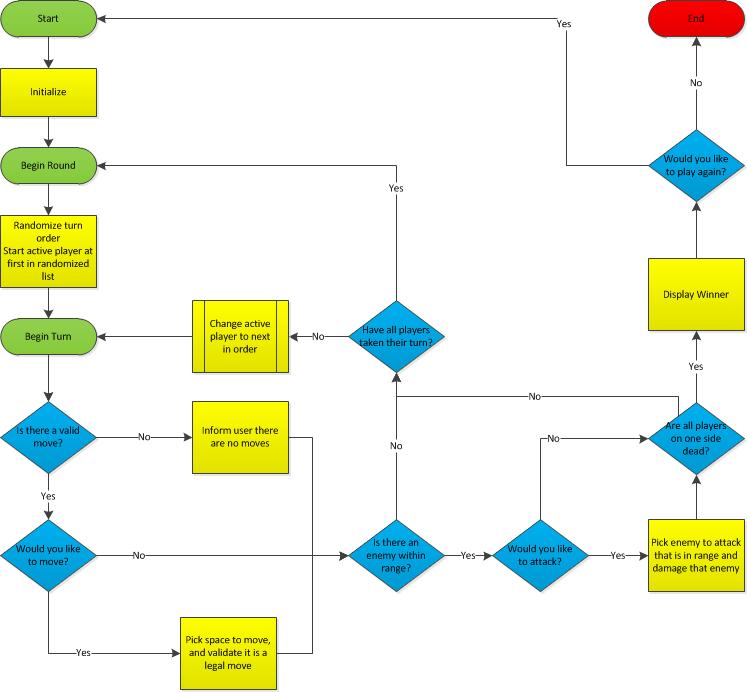 Start
Yes
End
Initialize
No
Begin Round
Would you like
to play again?
Yes
Randomize turn
order
Start active player at
first in randomized
list
Display Winner
Begin Turn
Change active
player to next
in order
No
Have all players
taken their turn?
Yes
No
Is there a valid
move?
No
Inform user there
are no moves
No
No
Are all players
on one side
dead?
Yes
Would you like
to move?
No
Is there an
enemy within
range?
Yes
Would you like
to attack?
Yes
Pick enemy to attack
that is in range and
damage that enemy
Yes
Pick space to move,
and validate it is a
legal move